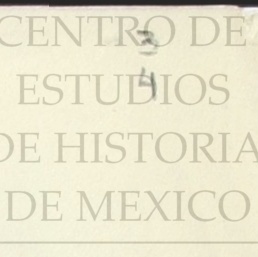 CENTRO DE
3
ESTUDIOS
4
DE HISTORIA
DE MEXICO